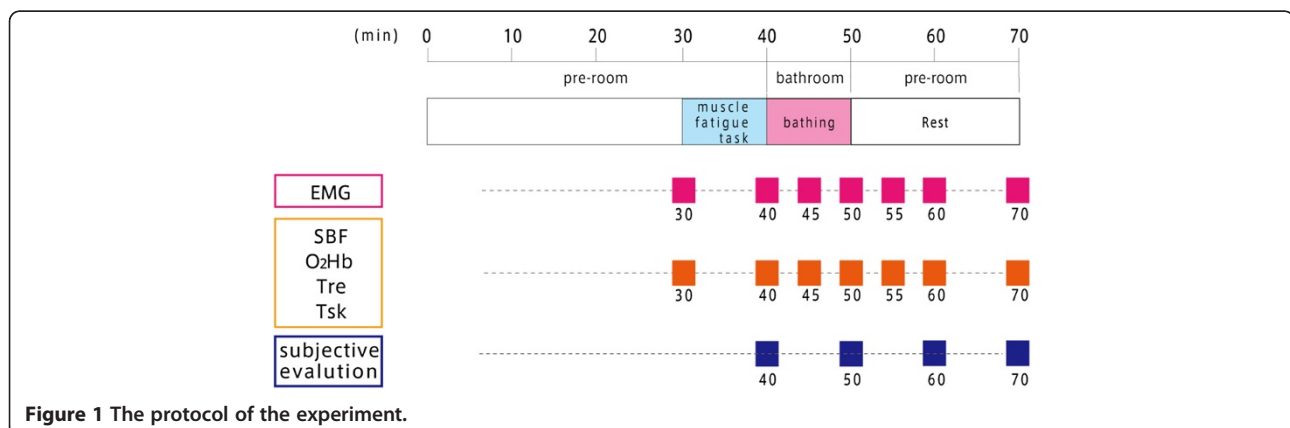 (min) 0 10 20 30 40 50 60 70
pre-room bathroom pre-room
muscle
fatigue
task
bathing
Rest
EMG
30 40 45 50 55 60 70
SBF
O2Hb
Tre
Tsk
30 40 45 50 55 60 70
subjective
evalution
40 50 60 70
Figure 1 The protocol of the experiment.